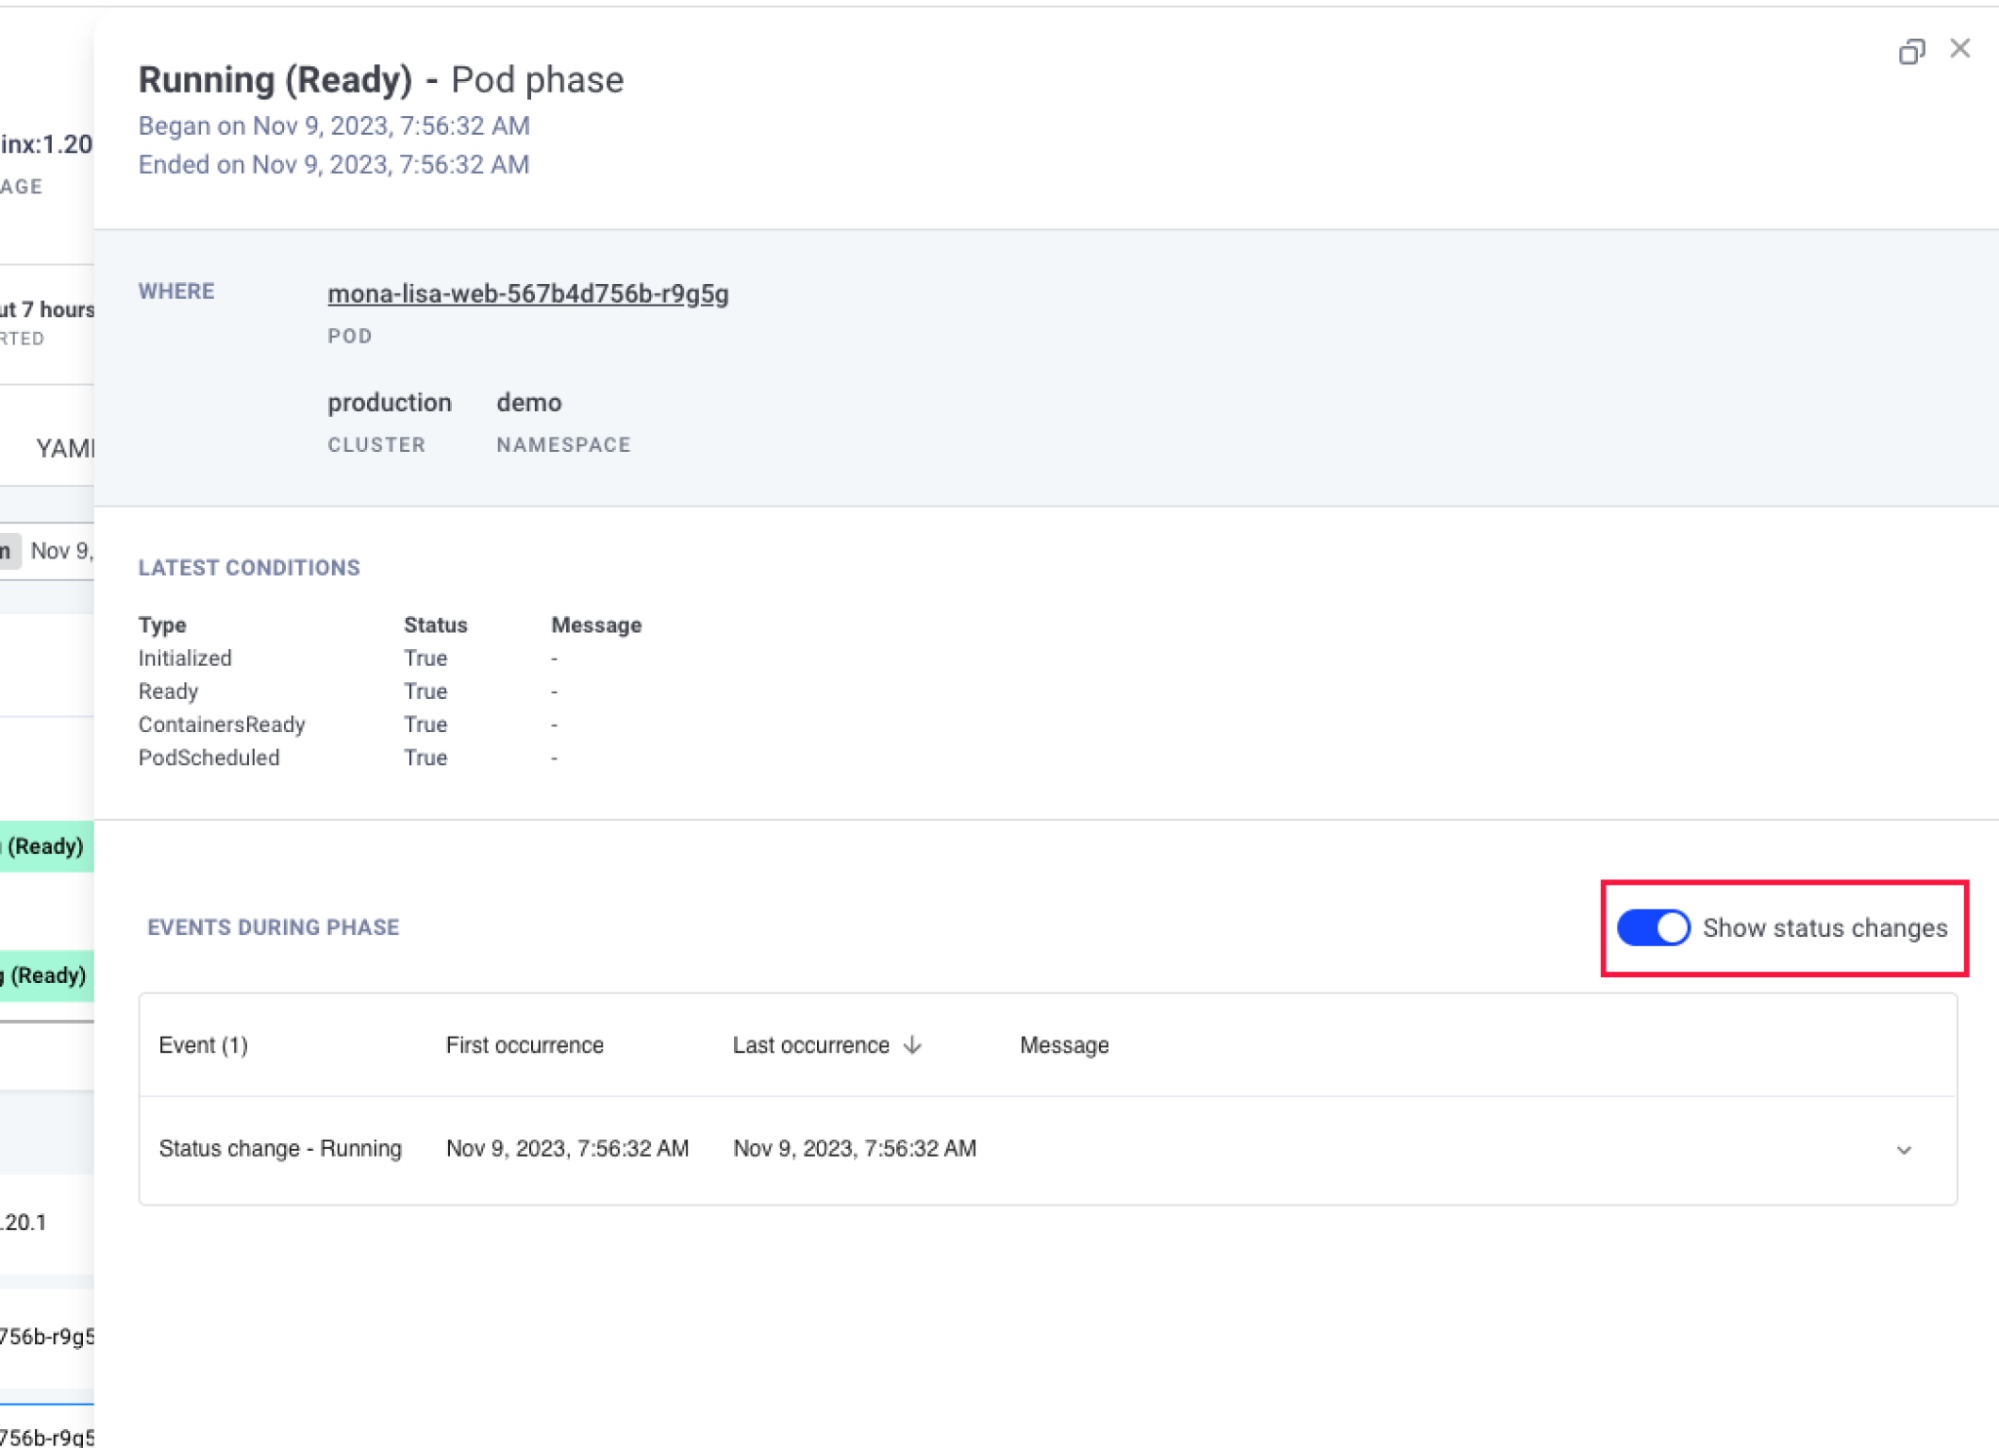 Running (Ready) - Pod phase
Began on Nov 9, 2023, 7:56:32 AM
Ended on Nov 9, 2023, 7:56:32 AM
inx:1.20
AGE
ut 7 hours
RTED
YAM
Nov 9,
(Ready)
(Ready)
.20.1
756b-r9g5
756b-r9g5
WHERE
mona-lisa-web-567b4d756b-r9g5g
POD
production demo
CLUSTER NAMESPACE
LATEST CONDITIONS
Type Status Message
Initialized True -
Ready True -
ContainersReady True -
PodScheduled True -
EVENTS DURING PHASE
Show status changes
Event (1) First occurrence Last occurrence Message
Status change - Running Nov 9, 2023, 7:56:32 AM Nov 9, 2023, 7:56:32 AM